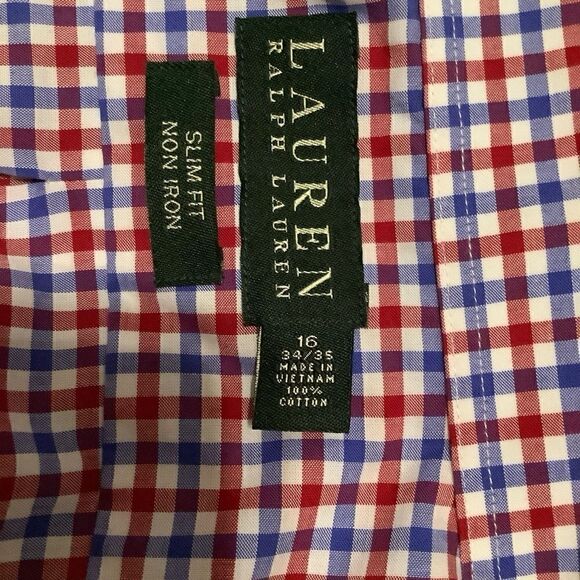 LAUREN
RALPH LAUREN
SLIM FIT
NON IRON
16
34/35
MADE IN
VIETNAM
100%
COTTON